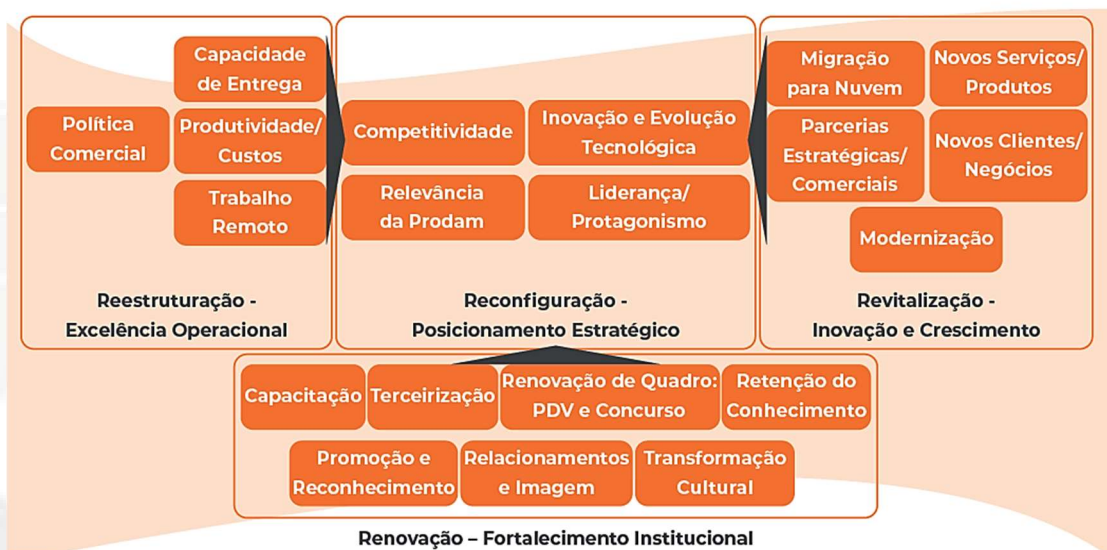 Capacidade
de Entrega
Política
Comercial
Produtividade/
Custos
Trabalho
Remoto
Reestruturação -
Excelência Operacional
Competitividade
Inovação e Evolução
Tecnológica
Relevância
da Prodam
Liderança/
Protagonismo
Reconfiguração -
Posicionamento Estratégico
Migração
para Nuvem
Novos Serviços/
Produtos
Parcerias
Estratégicas/
Comerciais
Novos Clientes/
Negócios
Modernização
Revitalização -
Inovação e Crescimento
Capacitação
Terceirização
Renovação de Quadro:
PDV e Concurso
Retenção do
Conhecimento
Promoção e
Reconhecimento
Relacionamentos
e Imagem
Transformação
Cultural
Renovação – Fortalecimento Institucional